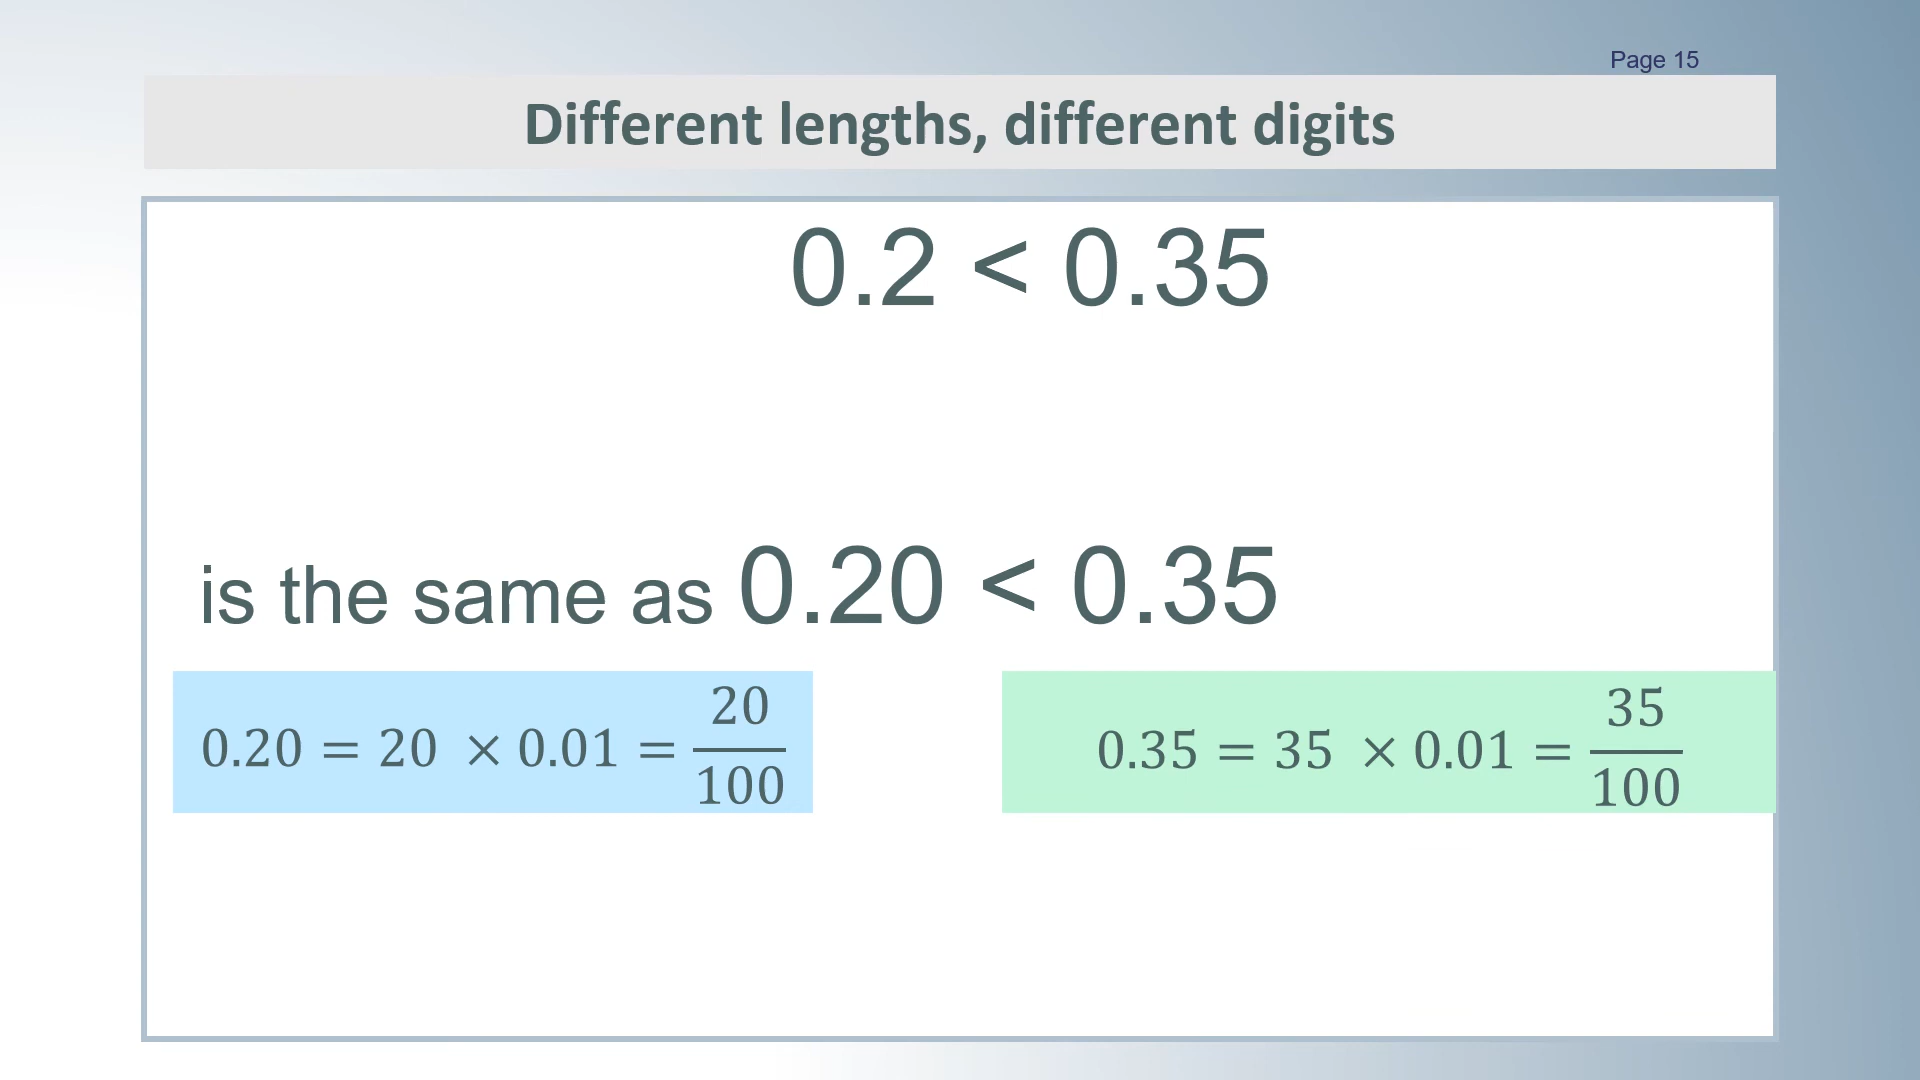 Page 15
Different lengths, different digits
0.2 < 0.35
is the same as 0.20 < 0.35
0.20 = 20 × 0.01 = 20/100
0.35 = 35 × 0.01 = 35/100